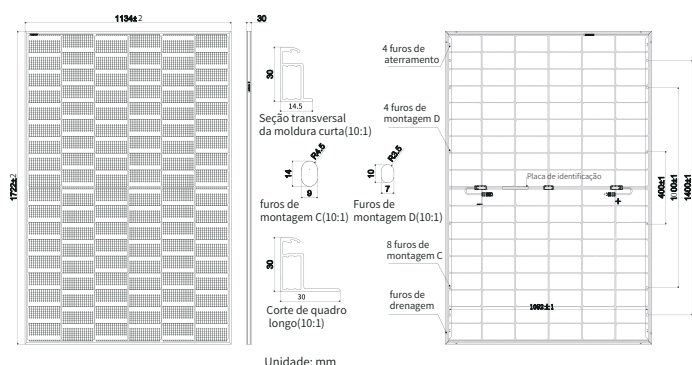 1134±2
30
1722±2
30
14.5
Seção transversal
da moldura curta(10:1)
14
R4.5
9
furos de
montagem C(10:1)
10
R3.5
7
Furos de
montagem D(10:1)
30
30
Corte de quadro
longo(10:1)
Unidade: mm
4 furos de
aterramento
4 furos de
montagem D
Placa de identificação
-
+
8 furos de
montagem C
furos de
drenagem
400±1
1100±1
1400±1